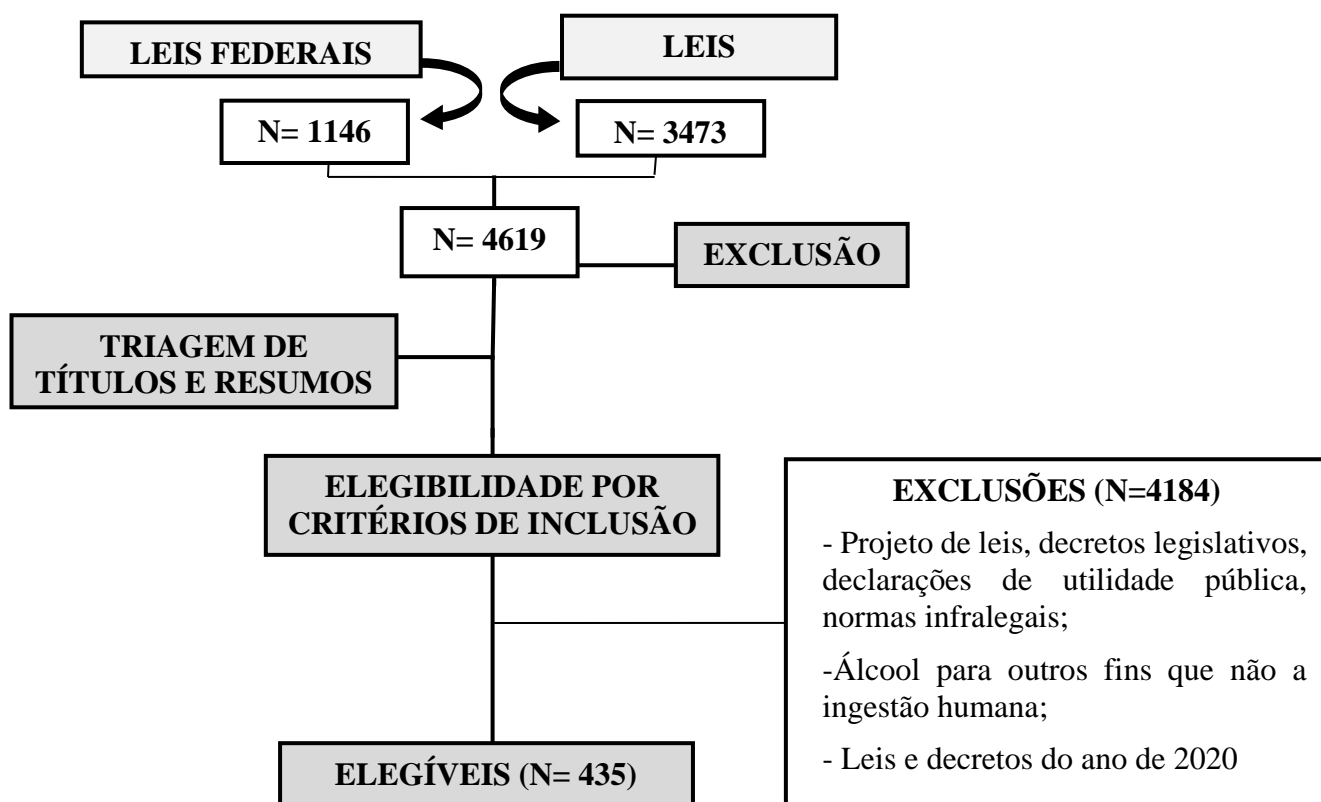 LEIS FEDERAIS
LEIS
N= 1146
N= 3473
N= 4619
EXCLUSÃO
TRIAGEM DE
TÍTULOS E RESUMOS
ELEGIBILIDADE POR
CRITÉRIOS DE INCLUSÃO
EXCLUSÕES (N=4184)
- Projeto de leis, decretos legislativos,
declarações de utilidade pública,
normas infralegais;
-Álcool para outros fins que não a
ingestão humana;
- Leis e decretos do ano de 2020
ELEGÍVEIS (N= 435)